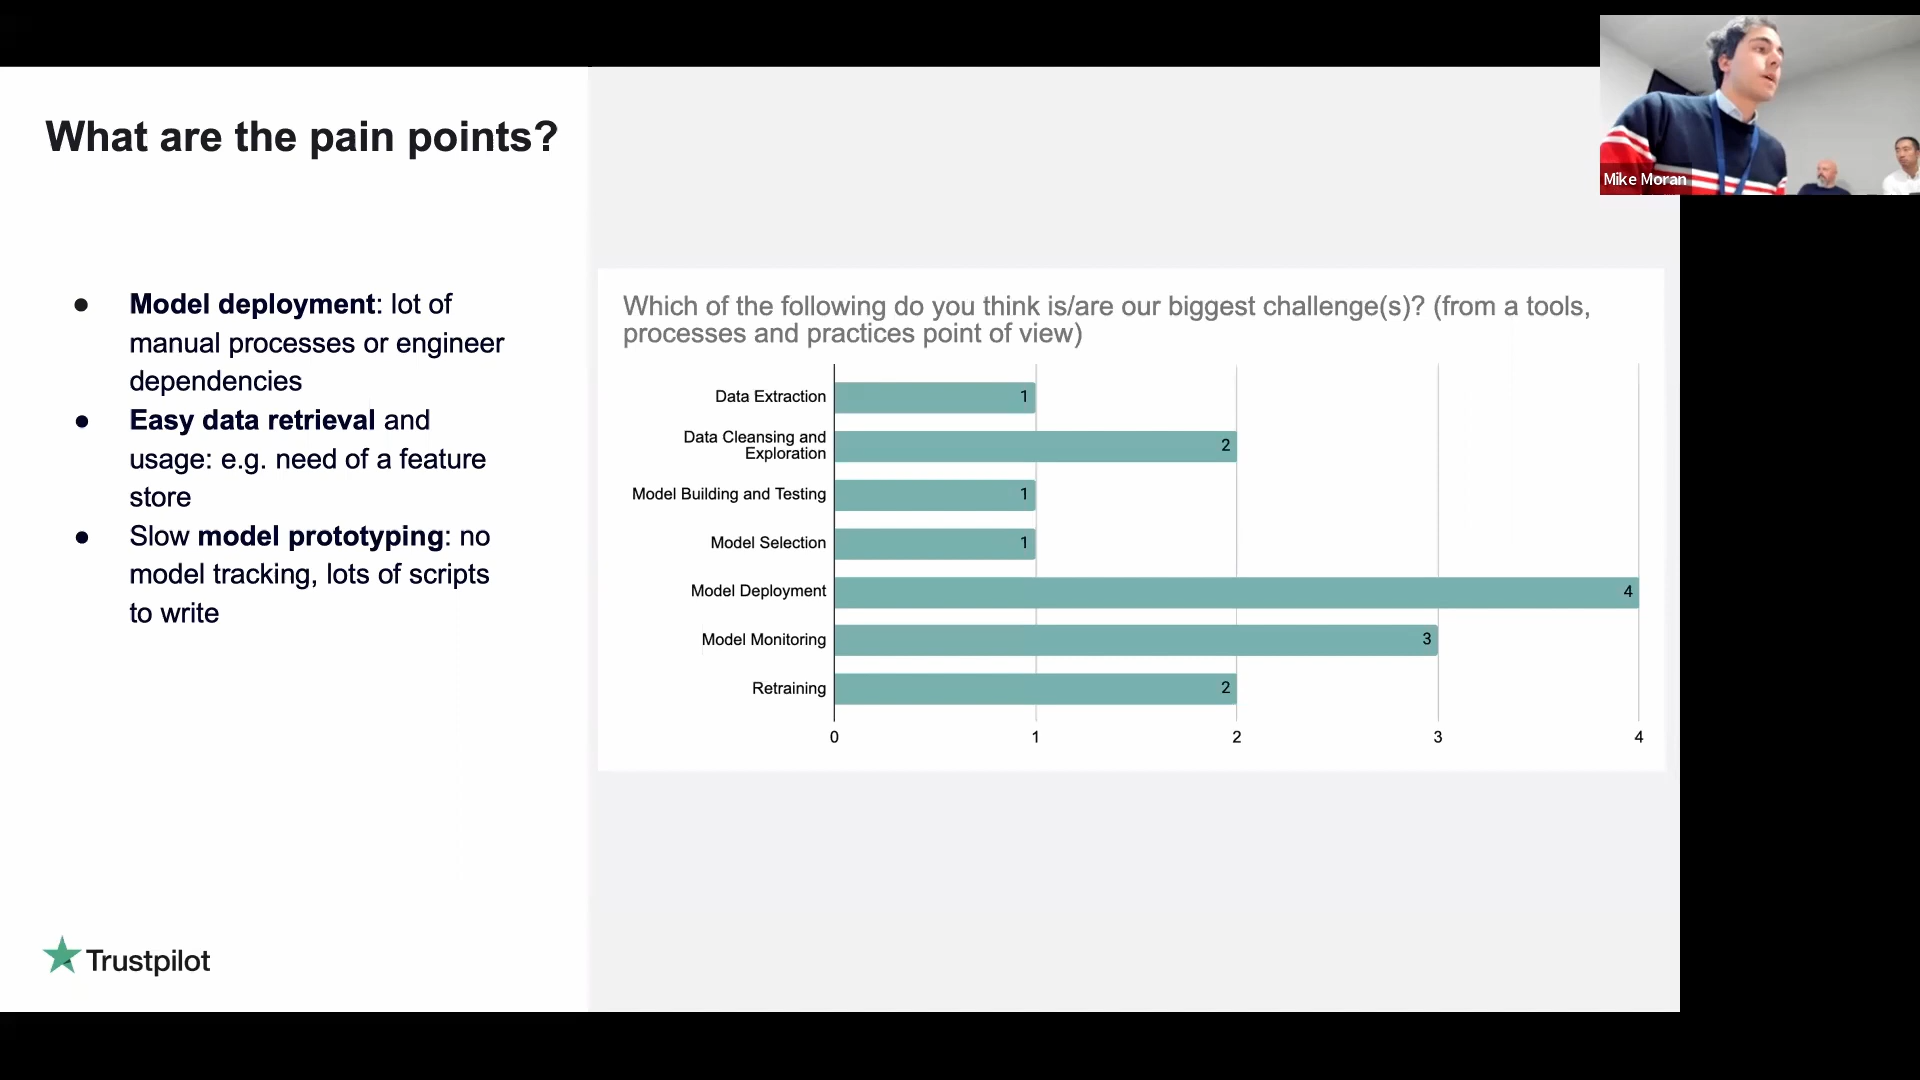 What are the pain points?
● Model deployment: lot of
manual processes or engineer
dependencies
● Easy data retrieval and
usage: e.g. need of a feature
store
● Slow model prototyping: no
model tracking, lots of scripts
to write
Trustpilot
Which of the following do you think is/are our biggest challenge(s)? (from a tools,
processes and practices point of view)
Data Extraction 1
Data Cleansing and
Exploration 2
Model Building and Testing 1
Model Selection 1
Model Deployment 4
Model Monitoring 3
Retraining 2
0 1 2 3 4
Mike Moran